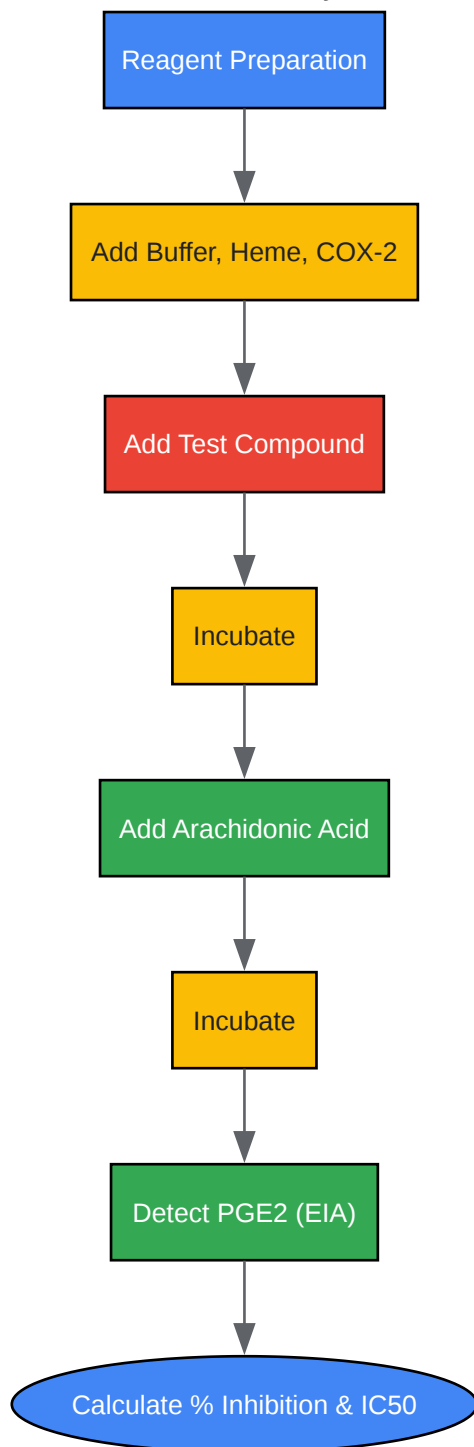 Reagent Preparation
Add Buffer, Heme, COX-2
Add Test Compound
Incubate
Add Arachidonic Acid
Incubate
Detect PGE2 (EIA)
Calculate % Inhibition & IC50